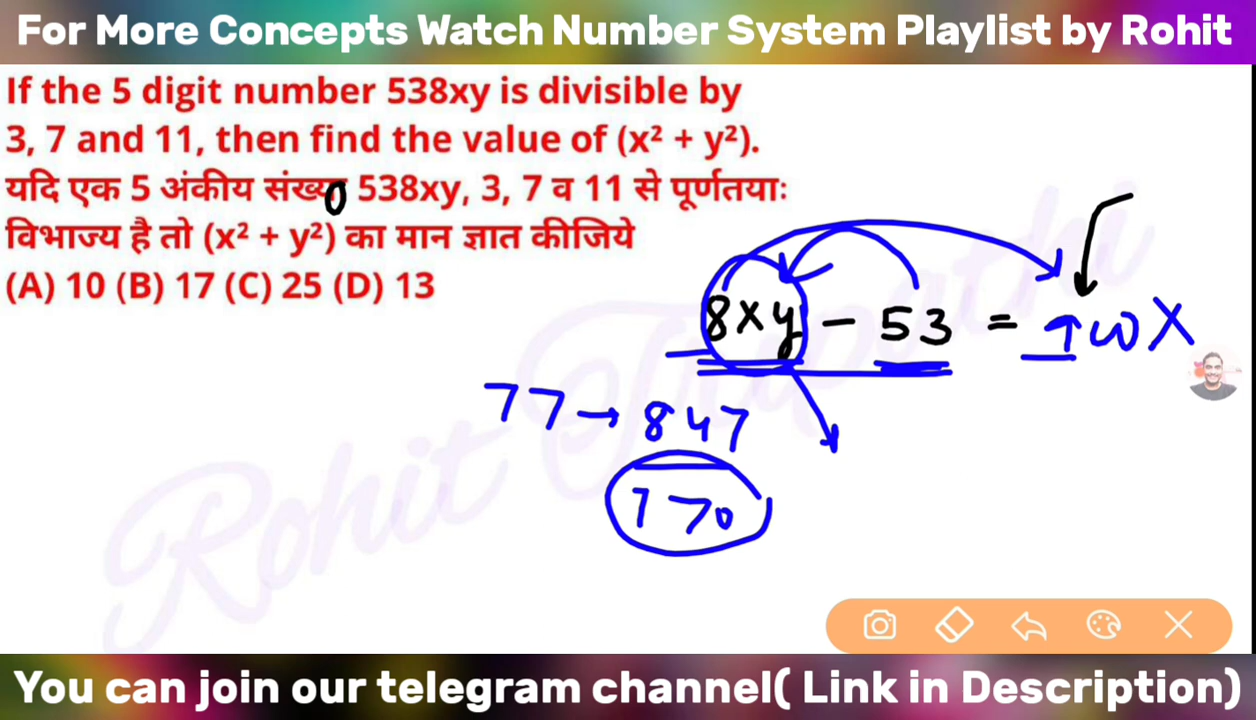 For More Concepts Watch Number System Playlist by Rohit
If the 5 digit number 538xy is divisible by
3, 7 and 11, then find the value of (x² + y²).
यदि एक 5 अंकीय संख्या 538xy, 3, 7 व 11 से पूर्णतयाः
0
विभाज्य है तो (x² + y²) का मान ज्ञात कीजिये
(A) 10 (B) 17 (C) 25 (D) 13
8xy - 53 =
77 → 847
770
Rohit Tripathi
You can join our telegram channel( Link in Description)